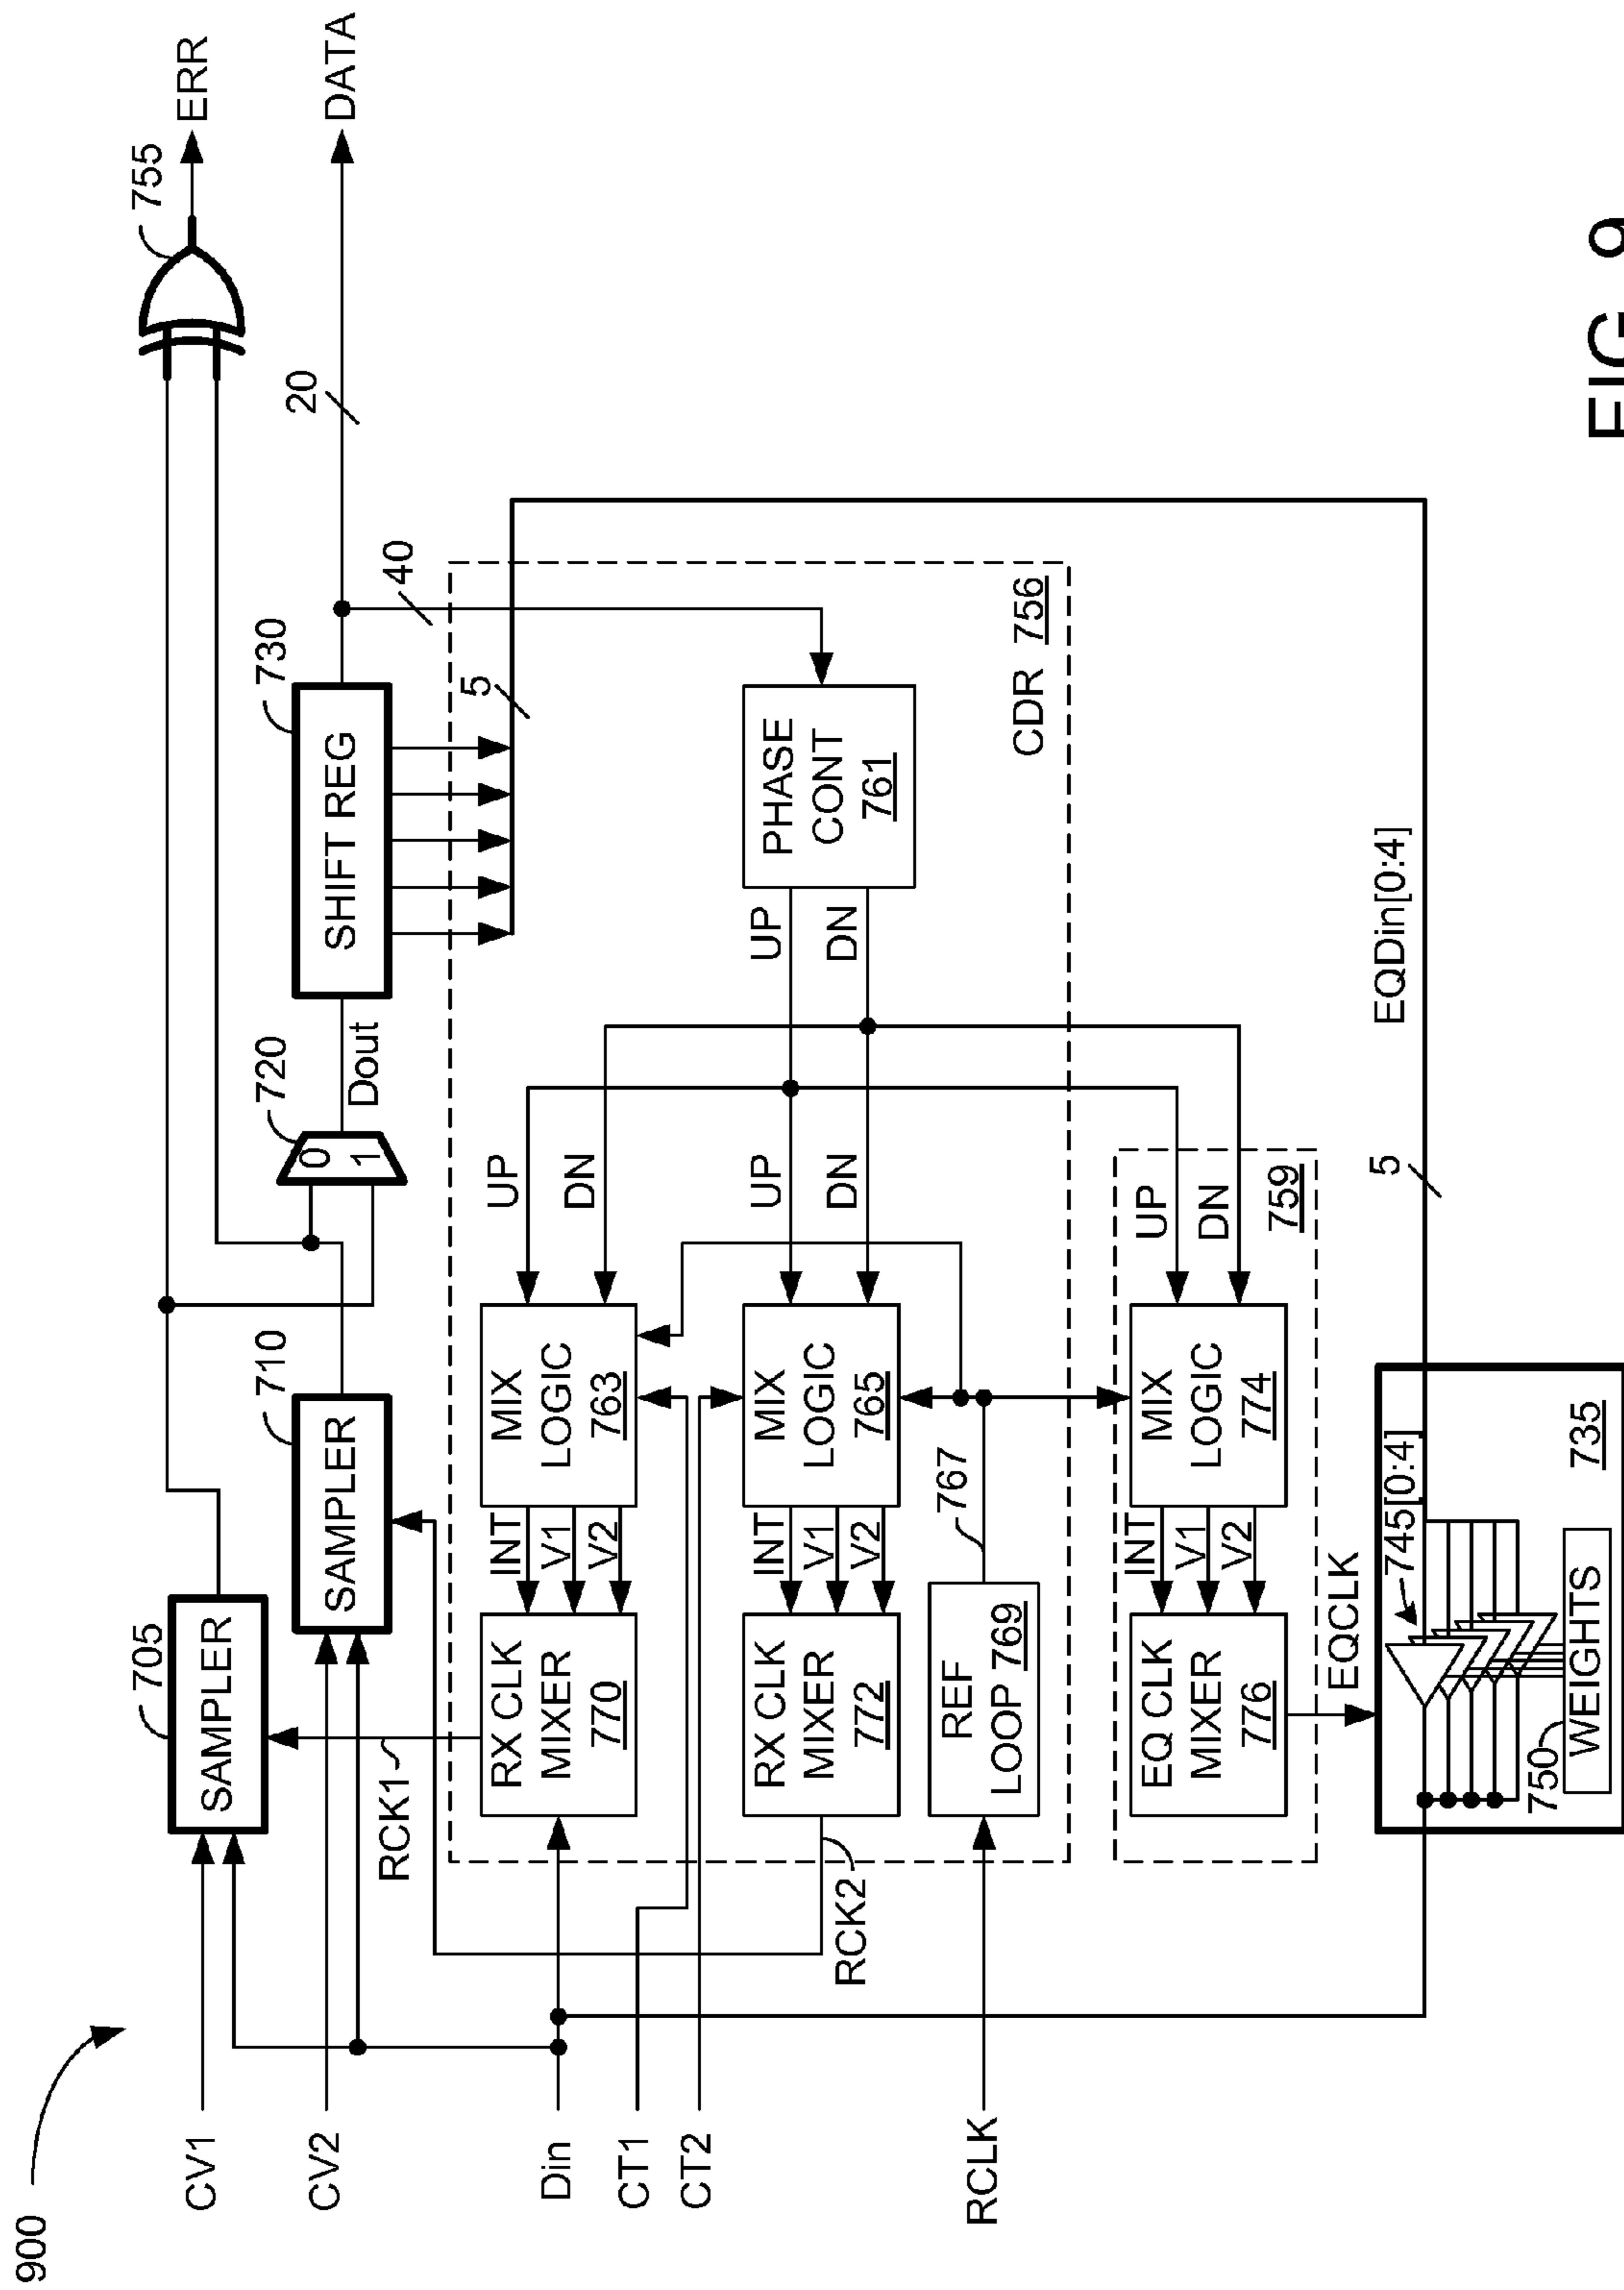 900
CV1
CV2
Din
CT1
CT2
RCLK
705
SAMPLER
710
SAMPLER
RCK1
RCK2
720
0
1
Dout
730
SHIFT REG
755
ERR
20
DATA
40
5
RX CLK
MIXER
770
INT
V1
V2
MIX
LOGIC
763
UP
DN
RX CLK
MIXER
772
INT
V1
V2
MIX
LOGIC
765
UP
DN
UP
DN
PHASE
CONT
761
CDR 756
REF
LOOP 769
767
EQ CLK
MIXER
776
INT
V1
V2
MIX
LOGIC
774
UP
DN
759
EQCLK
745[0:4]
750
WEIGHTS
735
5
EQDin[0:4]
FIG. 9